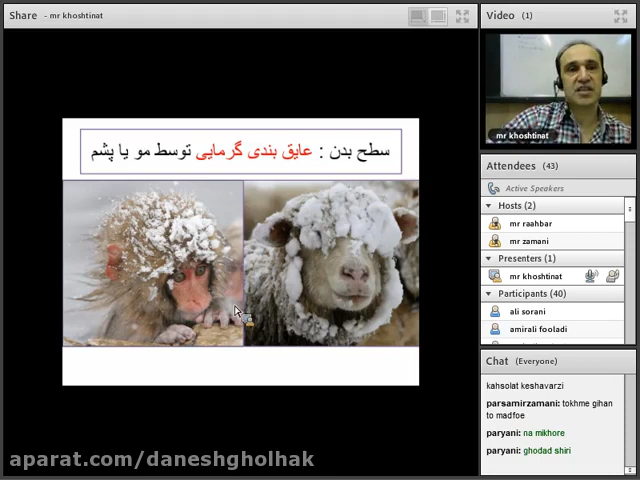 Share - mr khoshtinat
سطح بدن : عایق بندی گرمایی توسط مو یا پشم
Video (1)
mr khoshtinat
Attendees (43)
Active Speakers
Hosts (2)
mr raahbar
mr zamani
Presenters (1)
mr khoshtinat
Participants (40)
ali sorani
amirali fooladi
Chat (Everyone)
kahsolat keshavarzi
parsamirzamani: tokhme gihan
to madfoe
paryani: na mikhore
paryani: ghodad shiri
aparat.com/daneshgholhak